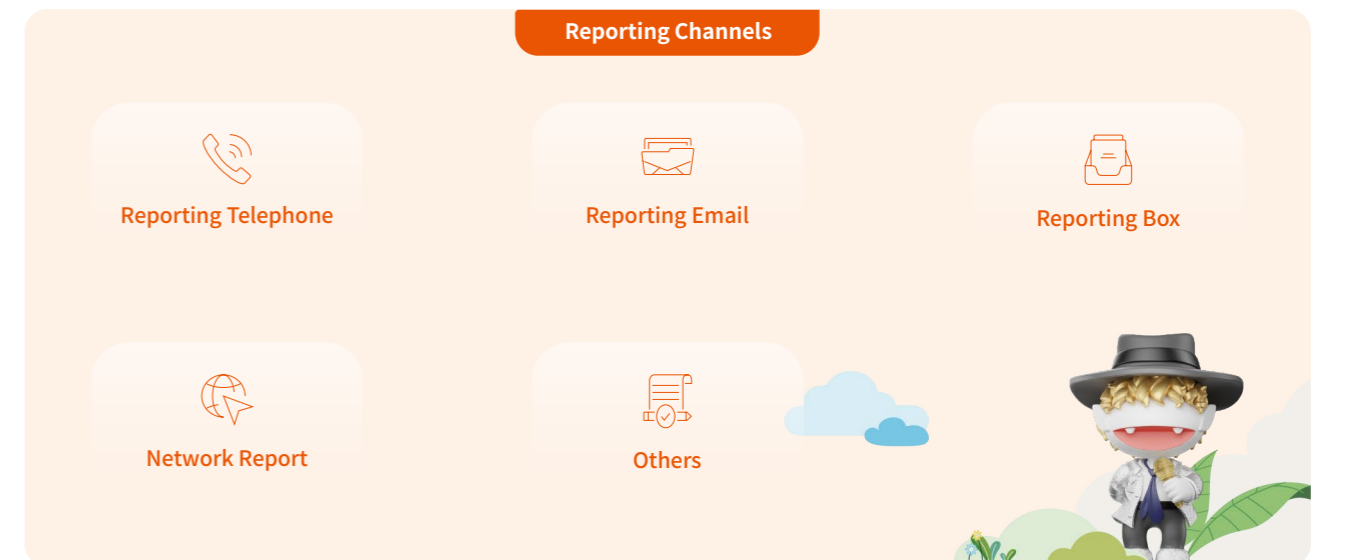 Reporting Channels
Reporting Telephone
Reporting Email
Reporting Box
Network Report
Others